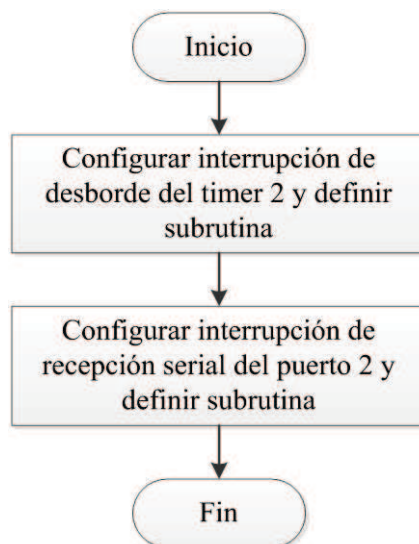 Inicio
Configurar interrupción de
desborde del timer 2 y definir
subrutina
Configurar interrupción de
recepción serial del puerto 2 y
definir subrutina
Fin